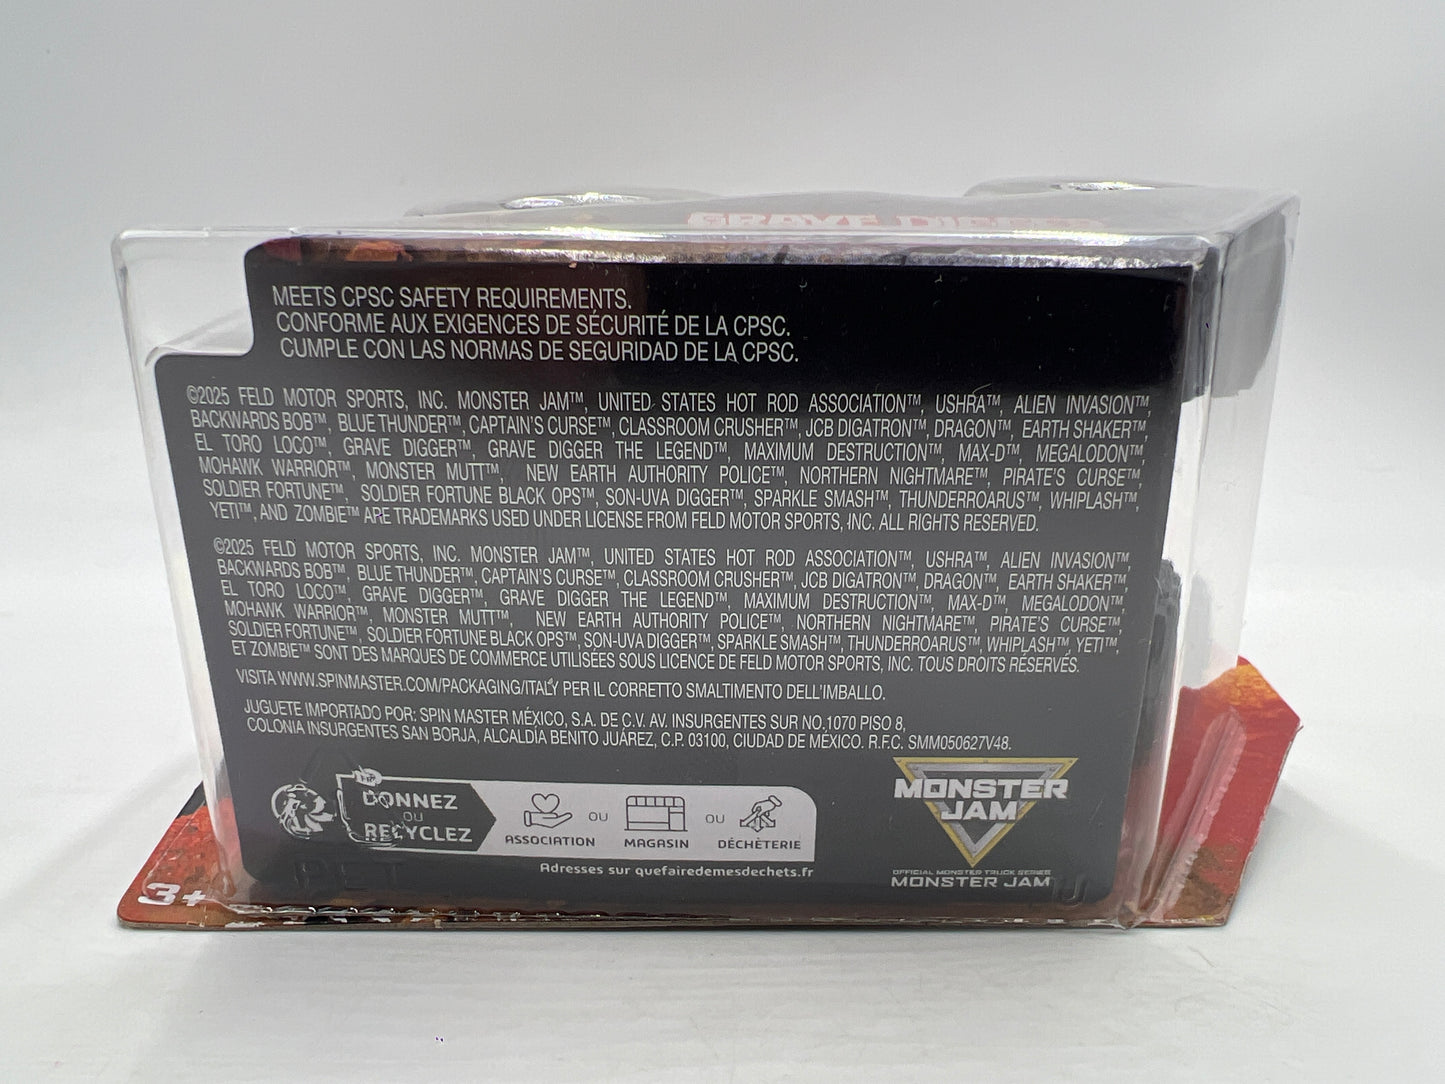 GRAVE DIGGER
MEETS CPSC SAFETY REQUIREMENTS.
CONFORME AUX EXIGENCES DE SÉCURITÉ DE LA CPSC.
CUMPLE CON LAS NORMAS DE SEGURIDAD DE LA CPSC.
©2025 FELD MOTOR SPORTS, INC. MONSTER JAM™, UNITED STATES HOT ROD ASSOCIATION™, USHRA™, ALIEN INVASION™,
BACKWARDS BOB™, BLUE THUNDER™, CAPTAIN'S CURSE™, CLASSROOM CRUSHER™, JCB DIGATRON™, DRAGON™, EARTH SHAKER™,
EL TORO LOCO™, GRAVE DIGGER™, GRAVE DIGGER THE LEGEND™, MAXIMUM DESTRUCTION™, MAX-D™, MEGALODON™,
MOHAWK WARRIOR™, MONSTER MUTT™, NEW EARTH AUTHORITY POLICE™, NORTHERN NIGHTMARE™, PIRATE'S CURSE™,
SOLDIER FORTUNE™, SOLDIER FORTUNE BLACK OPS™, SON-UVA DIGGER™, SPARKLE SMASH™, THUNDERROARUS™, WHIPLASH™,
YETI™, AND ZOMBIE™ ARE TRADEMARKS USED UNDER LICENSE FROM FELD MOTOR SPORTS, INC. ALL RIGHTS RESERVED.
©2025 FELD MOTOR SPORTS, INC. MONSTER JAM™, UNITED STATES HOT ROD ASSOCIATION™, USHRA™, ALIEN INVASION™,
BACKWARDS BOB™, BLUE THUNDER™, CAPTAIN'S CURSE™, CLASSROOM CRUSHER™, JCB DIGATRON™, DRAGON™, EARTH SHAKER™,
EL TORO LOCO™, GRAVE DIGGER™, GRAVE DIGGER THE LEGEND™, MAXIMUM DESTRUCTION™, MAX-D™, MEGALODON™,
MOHAWK WARRIOR™, MONSTER MUTT™, NEW EARTH AUTHORITY POLICE™, NORTHERN NIGHTMARE™, PIRATE'S CURSE™,
SOLDIER FORTUNE™, SOLDIER FORTUNE BLACK OPS™, SON-UVA DIGGER™, SPARKLE SMASH™, THUNDERROARUS™, WHIPLASH™, YETI™,
ET ZOMBIE™ SONT DES MARQUES DE COMMERCE UTILISÉES SOUS LICENCE DE FELD MOTOR SPORTS, INC. TOUS DROITS RÉSERVÉS.
VISITA WWW.SPINMASTER.COM/PACKAGING/ITALY PER IL CORRETTO SMALTIMENTO DELL'IMBALLO.
JUGUETE IMPORTADO POR: SPIN MASTER MÉXICO, S.A. DE C.V. AV. INSURGENTES SUR NO.1070 PISO 8,
COLONIA INSURGENTES SAN BORJA, ALCALDÍA BENITO JUÁREZ, C.P. 03100, CIUDAD DE MÉXICO. R.F.C. SMM050627V48.
FR
DONNEZ
OU
RECYCLEZ
ASSOCIATION OU MAGASIN OU DÉCHÈTERIE
Adresses sur quefairedemesdechets.fr
MONSTER
JAM
OFFICIAL MONSTER TRUCK SERIES
MONSTER JAM
PET
3+